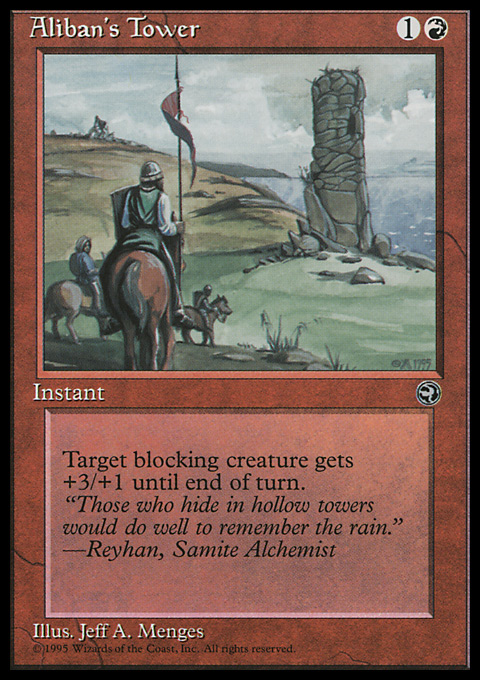 Aliban's Tower 1
Instant
Target blocking creature gets
+3/+1 until end of turn.
“Those who hide in hollow towers
would do well to remember the rain.”
—Reyhan, Samite Alchemist
Illus. Jeff A. Menges
©1995 Wizards of the Coast, Inc. All rights reserved.